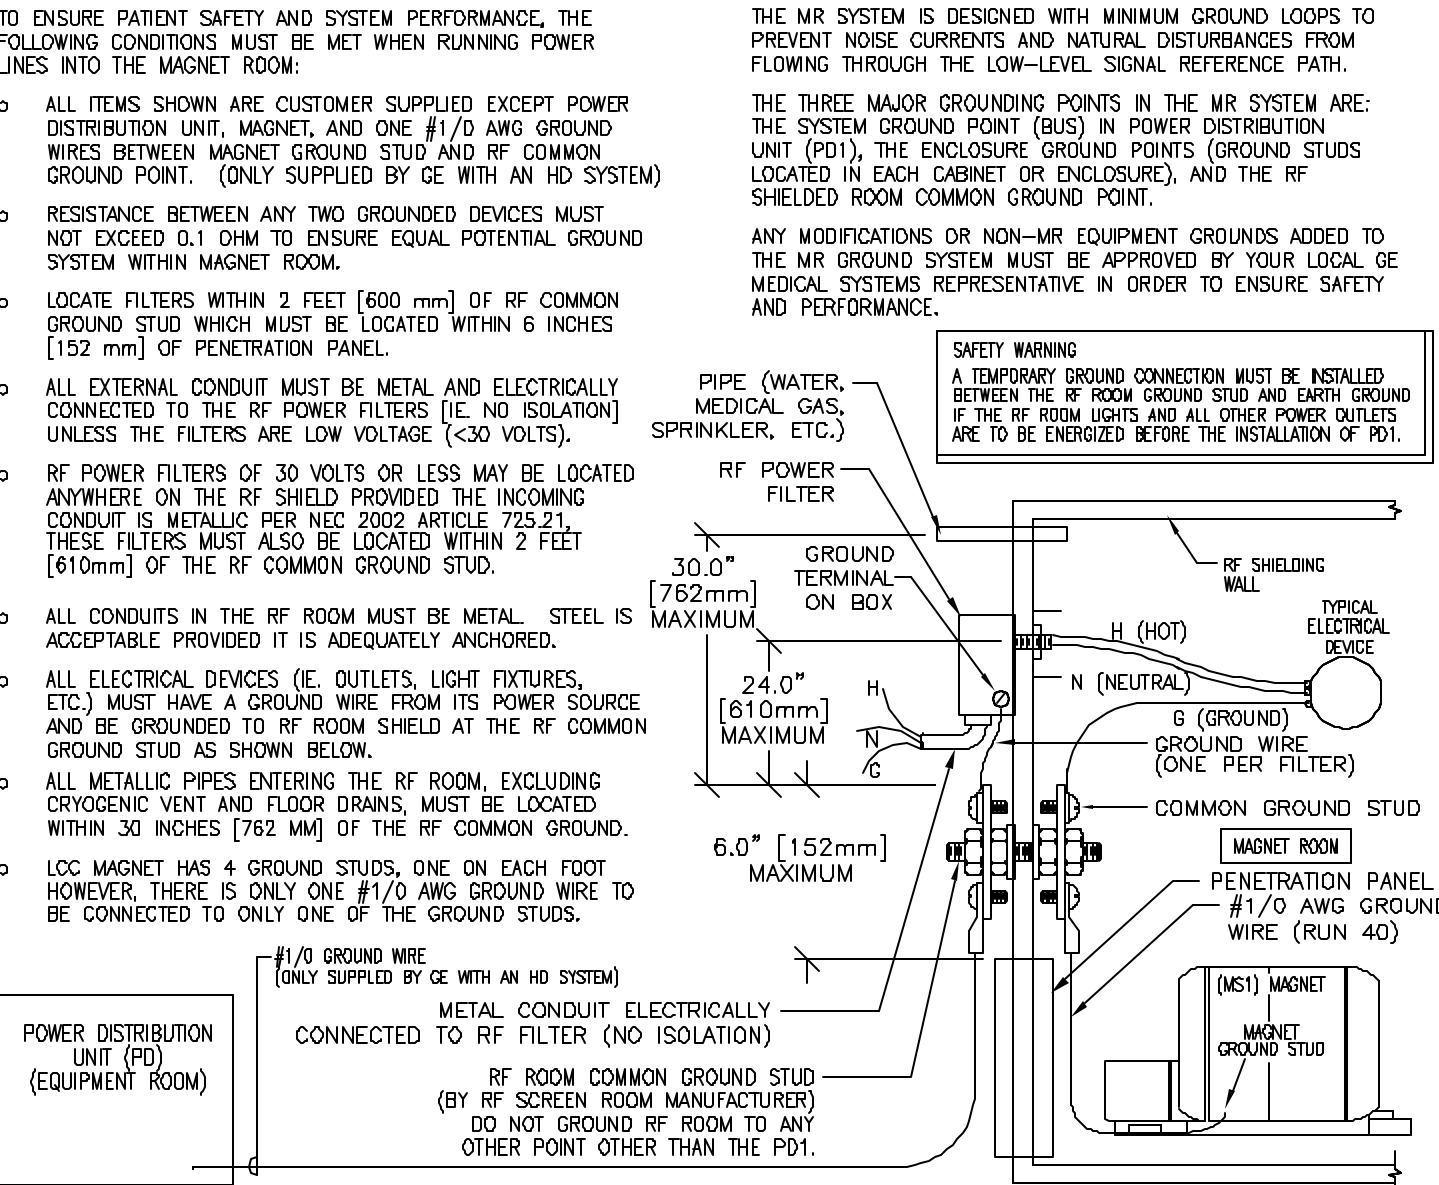 TO ENSURE PATIENT SAFETY AND SYSTEM PERFORMANCE, THE
FOLLOWING CONDITIONS MUST BE MET WHEN RUNNING POWER
LINES INTO THE MAGNET ROOM:
o ALL ITEMS SHOWN ARE CUSTOMER SUPPLIED EXCEPT POWER
DISTRIBUTION UNIT, MAGNET, AND ONE #1/0 AWG GROUND
WIRES BETWEEN MAGNET GROUND STUD AND RF COMMON
GROUND POINT. (ONLY SUPPLIED BY GE WITH AN HD SYSTEM)
o RESISTANCE BETWEEN ANY TWO GROUNDED DEVICES MUST
NOT EXCEED 0.1 OHM TO ENSURE EQUAL POTENTIAL GROUND
SYSTEM WITHIN MAGNET ROOM.
o LOCATE FILTERS WITHIN 2 FEET [600 mm] OF RF COMMON
GROUND STUD WHICH MUST BE LOCATED WITHIN 6 INCHES
[152 mm] OF PENETRATION PANEL.
o ALL EXTERNAL CONDUIT MUST BE METAL AND ELECTRICALLY
CONNECTED TO THE RF POWER FILTERS [IE. NO ISOLATION]
UNLESS THE FILTERS ARE LOW VOLTAGE (<30 VOLTS).
o RF POWER FILTERS OF 30 VOLTS OR LESS MAY BE LOCATED
ANYWHERE ON THE RF SHIELD PROVIDED THE INCOMING
CONDUIT IS METALLIC PER NEC 2002 ARTICLE 725.21,
THESE FILTERS MUST ALSO BE LOCATED WITHIN 2 FEET
[610mm] OF THE RF COMMON GROUND STUD.
o ALL CONDUITS IN THE RF ROOM MUST BE METAL. STEEL IS
ACCEPTABLE PROVIDED IT IS ADEQUATELY ANCHORED.
o ALL ELECTRICAL DEVICES (IE. OUTLETS, LIGHT FIXTURES,
ETC.) MUST HAVE A GROUND WIRE FROM ITS POWER SOURCE
AND BE GROUNDED TO RF ROOM SHIELD AT THE RF COMMON
GROUND STUD AS SHOWN BELOW.
o ALL METALLIC PIPES ENTERING THE RF ROOM, EXCLUDING
CRYOGENIC VENT AND FLOOR DRAINS, MUST BE LOCATED
WITHIN 30 INCHES [762 MM] OF THE RF COMMON GROUND.
o LCC MAGNET HAS 4 GROUND STUDS, ONE ON EACH FOOT
HOWEVER, THERE IS ONLY ONE #1/0 AWG GROUND WIRE TO
BE CONNECTED TO ONLY ONE OF THE GROUND STUDS.
THE MR SYSTEM IS DESIGNED WITH MINIMUM GROUND LOOPS TO
PREVENT NOISE CURRENTS AND NATURAL DISTURBANCES FROM
FLOWING THROUGH THE LOW-LEVEL SIGNAL REFERENCE PATH.
THE THREE MAJOR GROUNDING POINTS IN THE MR SYSTEM ARE:
THE SYSTEM GROUND POINT (BUS) IN POWER DISTRIBUTION
UNIT (PD1), THE ENCLOSURE GROUND POINTS (GROUND STUDS
LOCATED IN EACH CABINET OR ENCLOSURE), AND THE RF
SHIELDED ROOM COMMON GROUND POINT.
ANY MODIFICATIONS OR NON-MR EQUIPMENT GROUNDS ADDED TO
THE MR GROUND SYSTEM MUST BE APPROVED BY YOUR LOCAL GE
MEDICAL SYSTEMS REPRESENTATIVE IN ORDER TO ENSURE SAFETY
AND PERFORMANCE.
SAFETY WARNING
A TEMPORARY GROUND CONNECTION MUST BE INSTALLED
BETWEEN THE RF ROOM GROUND STUD AND EARTH GROUND
IF THE RF ROOM LIGHTS AND ALL OTHER POWER OUTLETS
ARE TO BE ENERGIZED BEFORE THE INSTALLATION OF PD1.
PIPE (WATER,
MEDICAL GAS,
SPRINKLER, ETC.)
RF POWER
FILTER
GROUND
TERMINAL
ON BOX
30.0"
[762mm]
MAXIMUM
24.0"
[610mm]
MAXIMUM
H
N
G
6.0" [152mm]
MAXIMUM
RF SHIELDING
WALL
TYPICAL
ELECTRICAL
DEVICE
H (HOT)
N (NEUTRAL)
G (GROUND)
GROUND WIRE
(ONE PER FILTER)
COMMON GROUND STUD
MAGNET ROOM
PENETRATION PANEL
#1/0 AWG GROUND
WIRE (RUN 40)
(MS1) MAGNET
MAGNET
GROUND STUD
#1/0 GROUND WIRE
(ONLY SUPPLED BY GE WITH AN HD SYSTEM)
METAL CONDUIT ELECTRICALLY
CONNECTED TO RF FILTER (NO ISOLATION)
RF ROOM COMMON GROUND STUD
(BY RF SCREEN ROOM MANUFACTURER)
DO NOT GROUND RF ROOM TO ANY
OTHER POINT OTHER THAN THE PD1.
POWER DISTRIBUTION
UNIT (PD)
(EQUIPMENT ROOM)